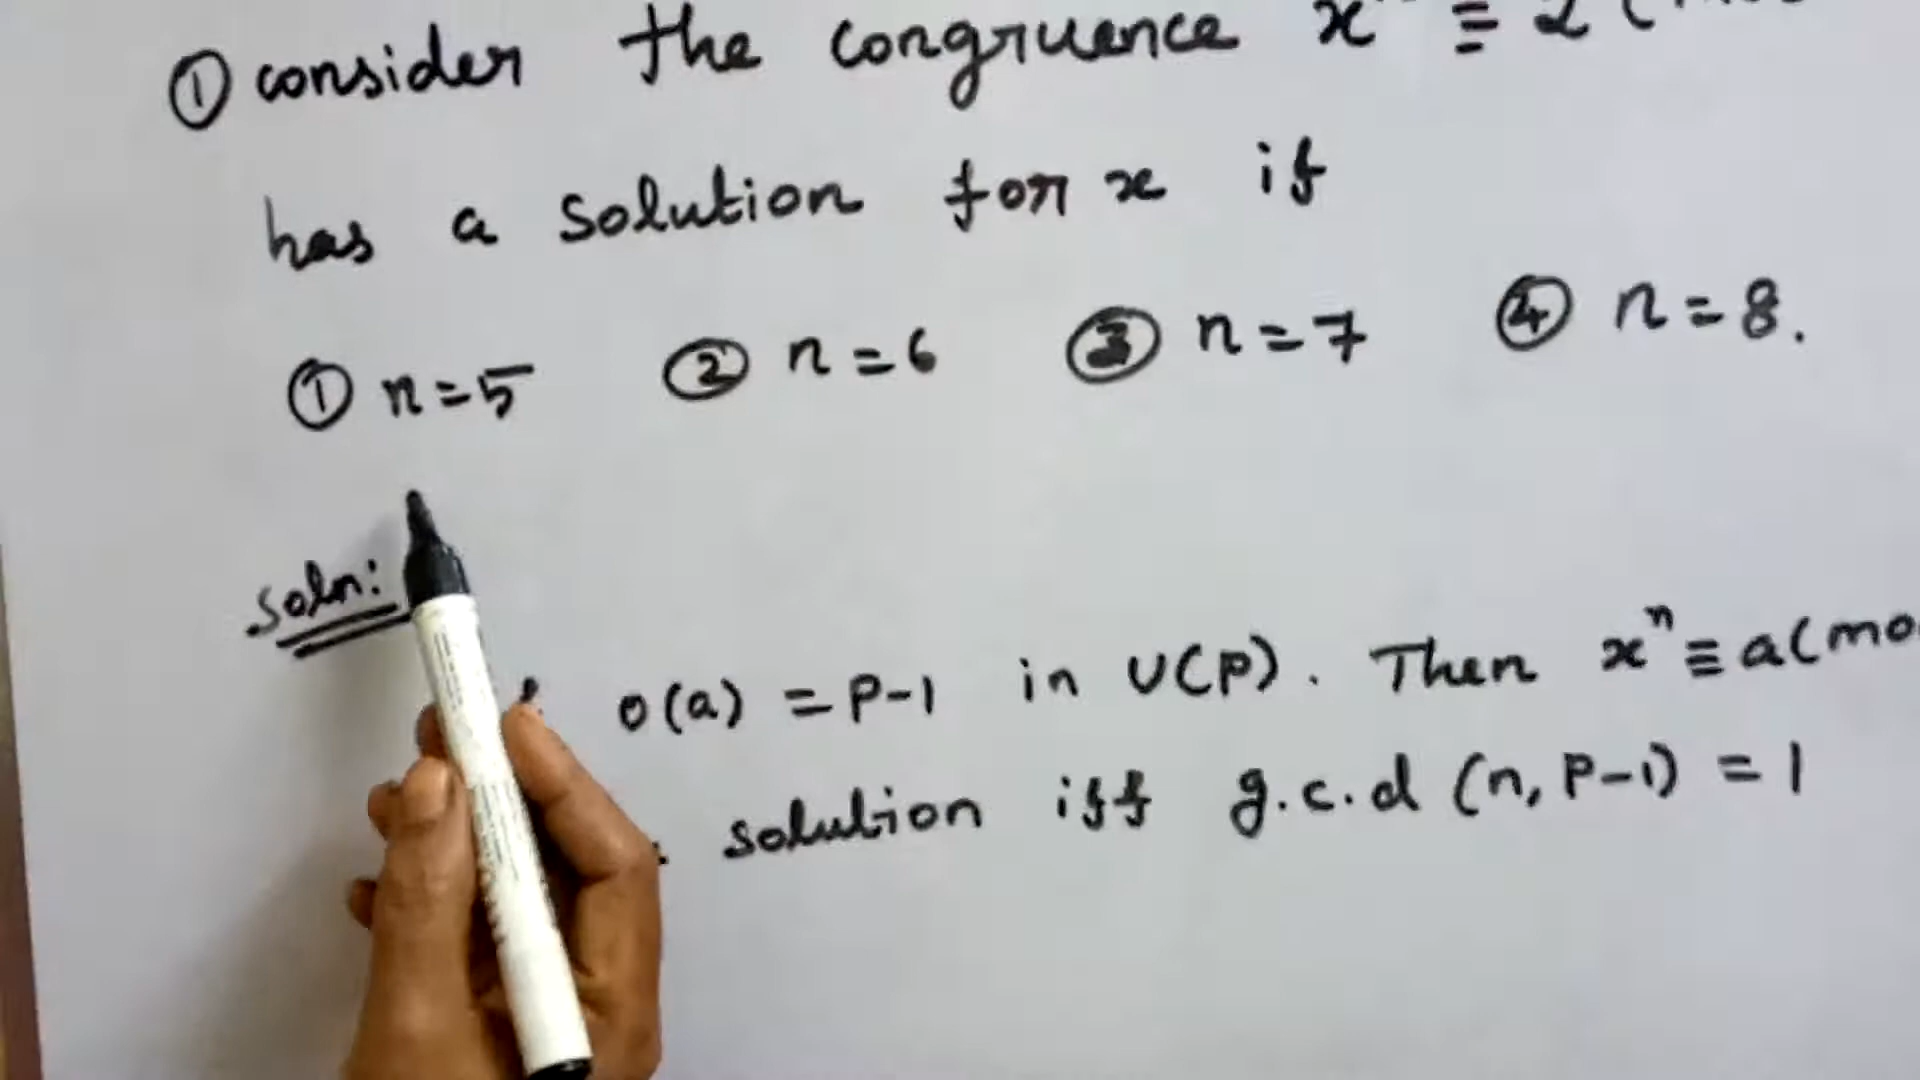 ① consider the congruence x ≡ 2 (
has a solution for x if
① n=5 ② n=6 ③ n=7 ④ n=8.
Soln:
o(a) = P-1 in U(P). Then xⁿ ≡ a(mo
solution iff g.c.d (n, P-1) = 1